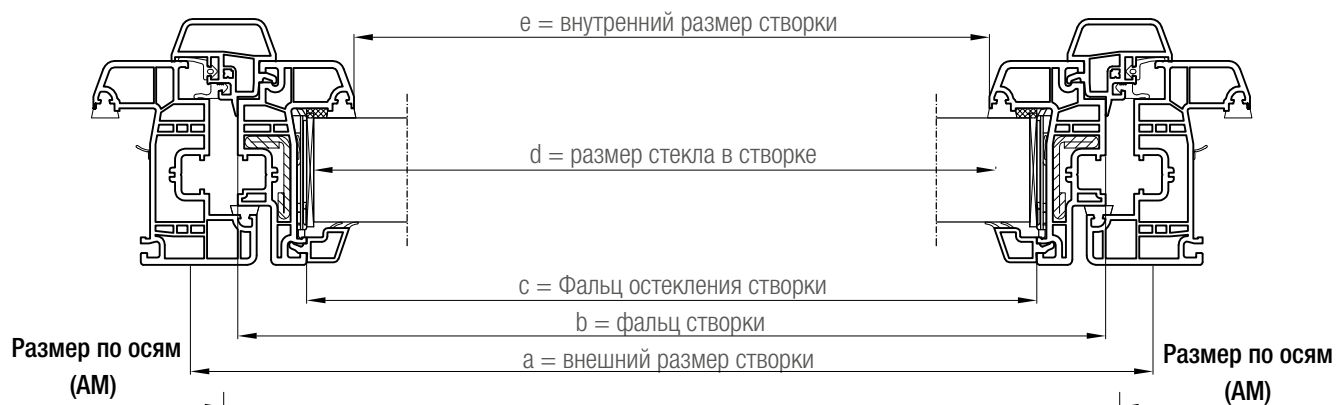 e = внутренний размер створки
d = размер стекла в створке
c = Фальц остекления створки
b = фальц створки
a = внешний размер створки
Размер по осям
(AM)
Размер по осям
(AM)